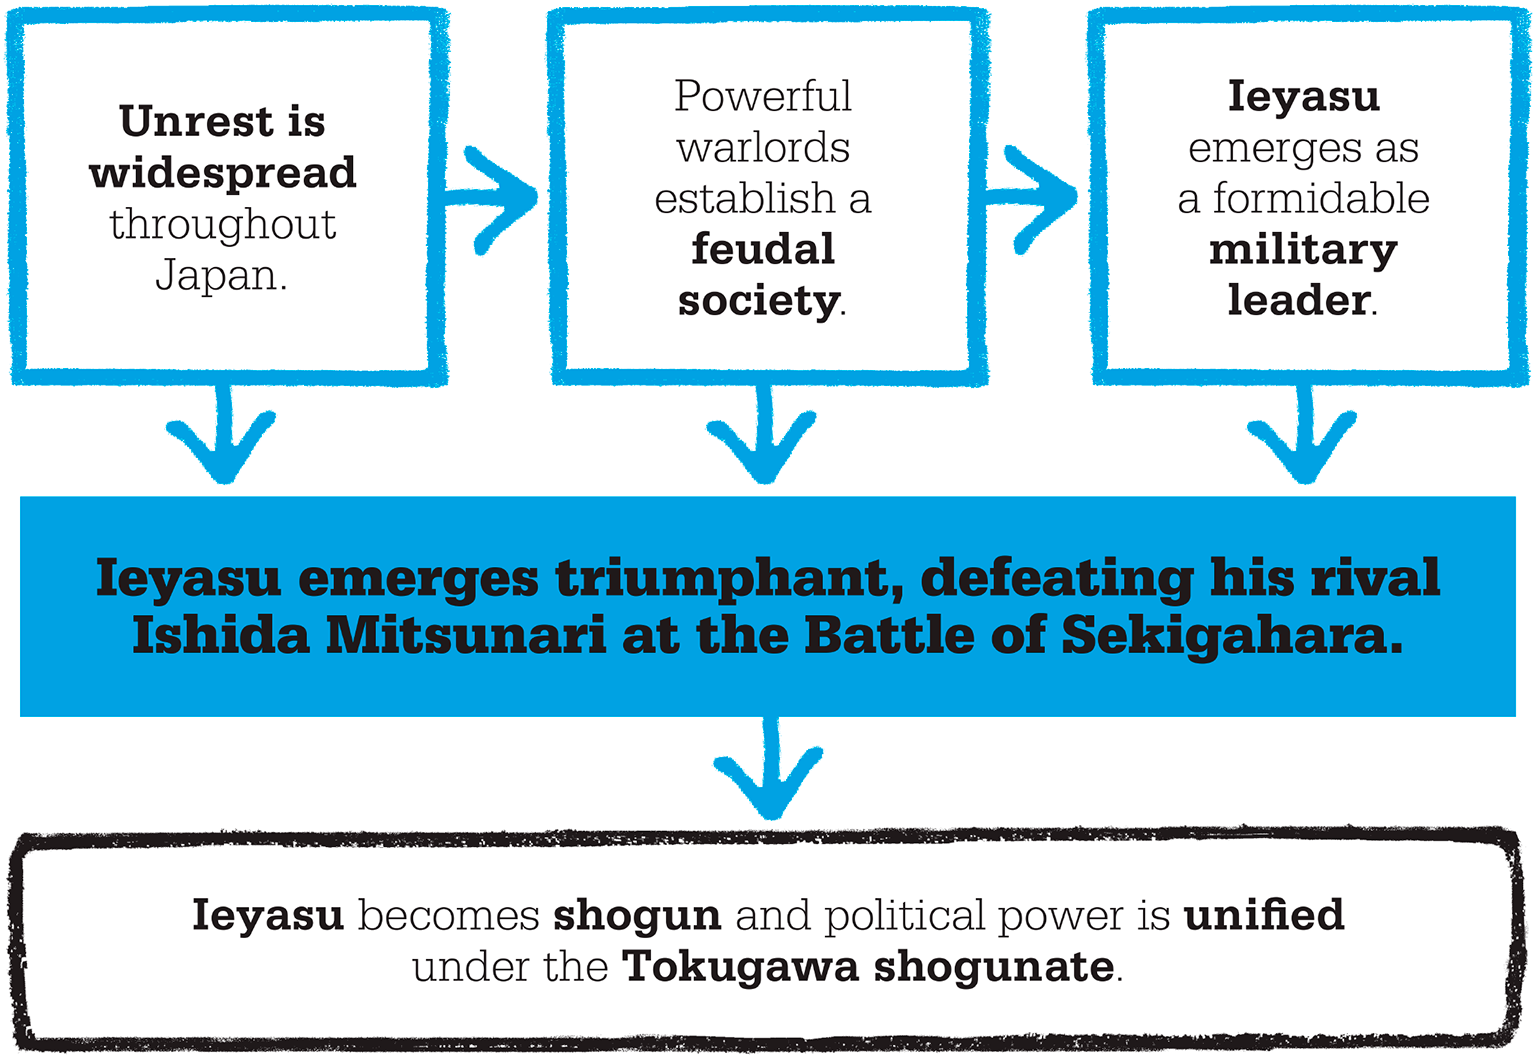 Unrest is
widespread
throughout
Japan.
Powerful
warlords
establish a
feudal
society.
Ieyasu
emerges as
a formidable
military
leader.
Ieyasu emerges triumphant, defeating his rival
Ishida Mitsunari at the Battle of Sekigahara.
Ieyasu becomes shogun and political power is unified
under the Tokugawa shogunate.